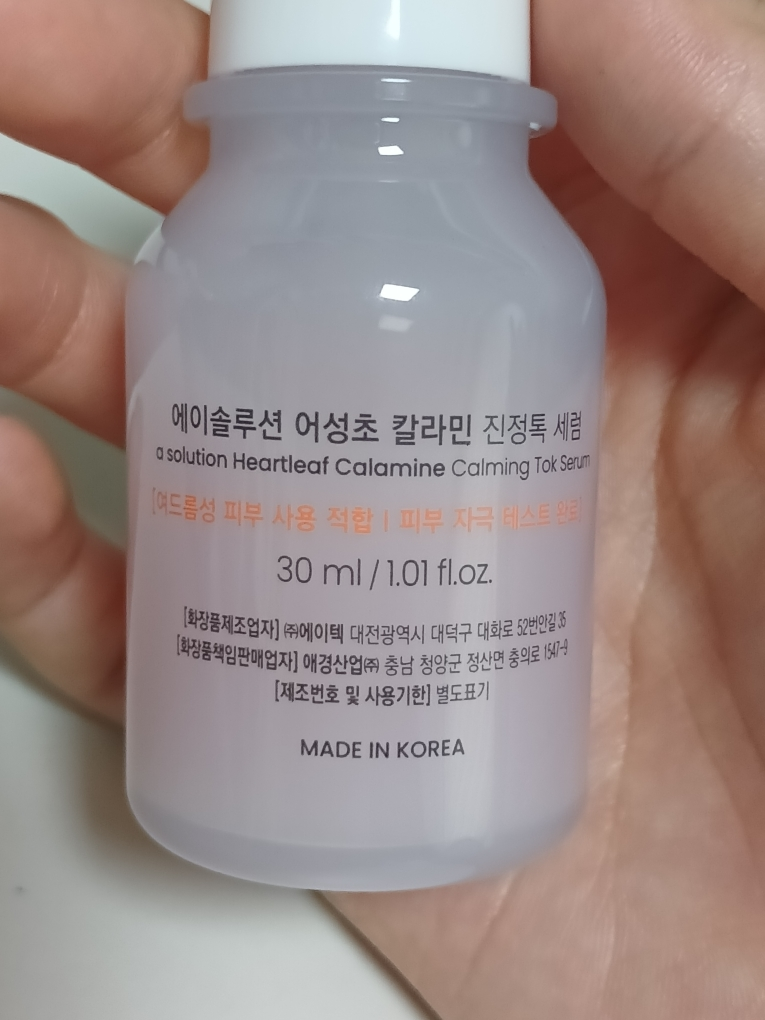 에이솔루션 어성초 칼라민 진정톡 세럼
a solution Heartleaf Calamine Calming Tok Serum
[여드름성 피부 사용 적합 | 피부 자극 테스트 완료]
30 ml / 1.01 fl.oz.
[화장품제조업자] ㈜에이텍 대전광역시 대덕구 대화로 52번안길 35
[화장품책임판매업자] 애경산업㈜ 충남 청양군 정산면 충의로 1547-9
[제조번호 및 사용기한] 별도표기
MADE IN KOREA